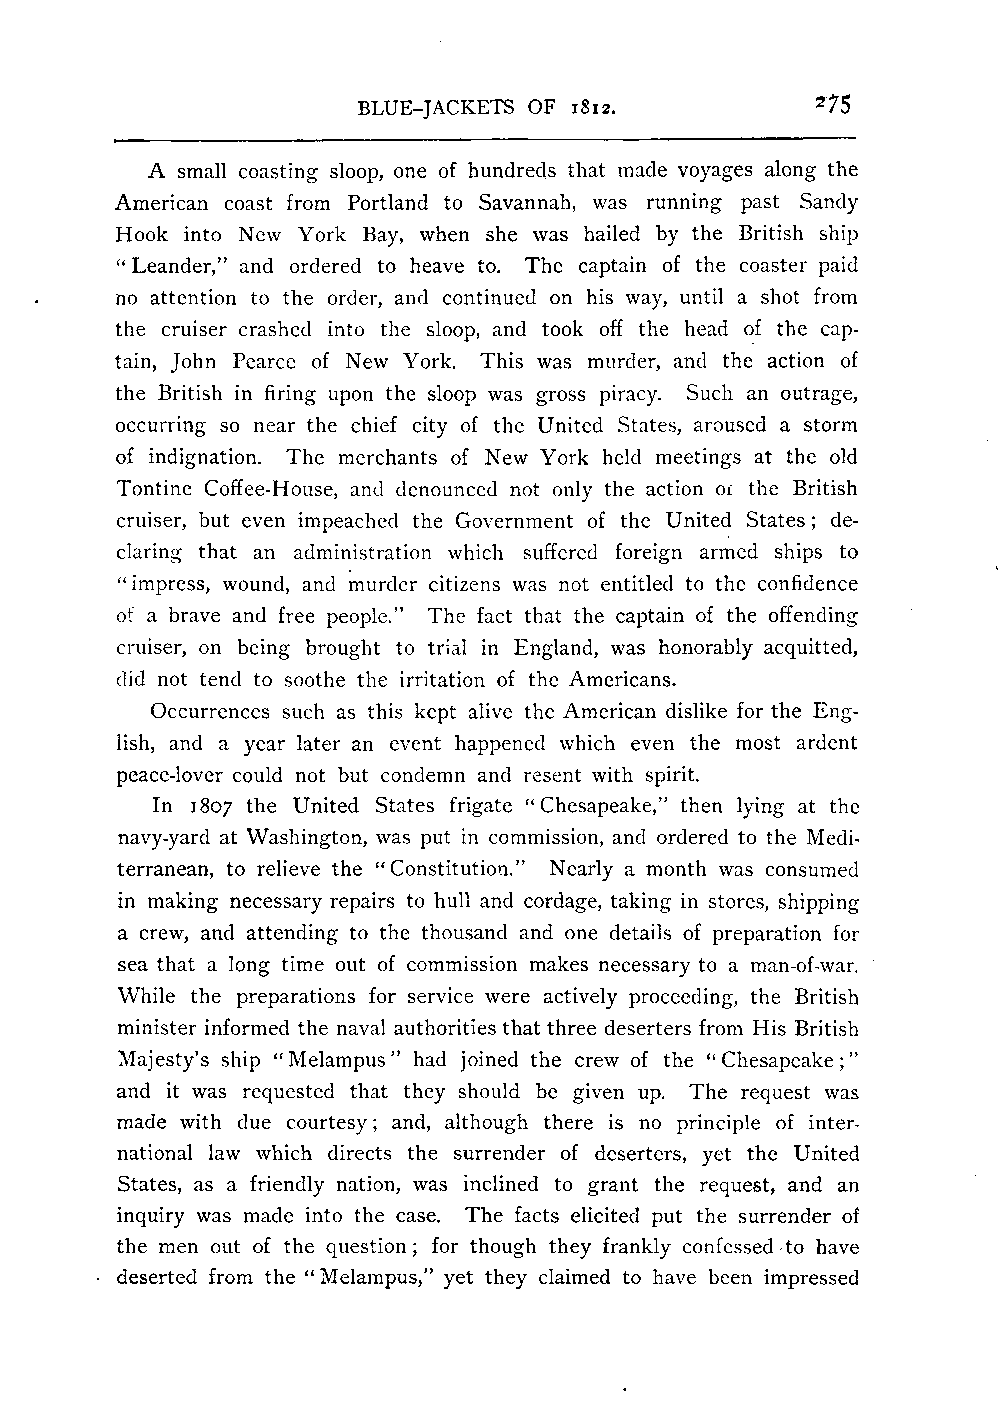 BLUE-JACKETS OF 1812. 275
A small coasting sloop, one of hundreds that made voyages along the
American coast from Portland to Savannah, was running past Sandy
Hook into New York Bay, when she was hailed by the British ship
“Leander,” and ordered to heave to. The captain of the coaster paid
no attention to the order, and continued on his way, until a shot from
the cruiser crashed into the sloop, and took off the head of the cap-
tain, John Pearce of New York. This was murder, and the action of
the British in firing upon the sloop was gross piracy. Such an outrage,
occurring so near the chief city of the United States, aroused a storm
of indignation. The merchants of New York held meetings at the old
Tontine Coffee-House, and denounced not only the action of the British
cruiser, but even impeached the Government of the United States; de-
claring that an administration which suffered foreign armed ships to
“impress, wound, and murder citizens was not entitled to the confidence
of a brave and free people.” The fact that the captain of the offending
cruiser, on being brought to trial in England, was honorably acquitted,
did not tend to soothe the irritation of the Americans.
Occurrences such as this kept alive the American dislike for the Eng-
lish, and a year later an event happened which even the most ardent
peace-lover could not but condemn and resent with spirit.
In 1807 the United States frigate “Chesapeake,” then lying at the
navy-yard at Washington, was put in commission, and ordered to the Medi-
terranean, to relieve the “Constitution.” Nearly a month was consumed
in making necessary repairs to hull and cordage, taking in stores, shipping
a crew, and attending to the thousand and one details of preparation for
sea that a long time out of commission makes necessary to a man-of-war.
While the preparations for service were actively proceeding, the British
minister informed the naval authorities that three deserters from His British
Majesty's ship “Melampus” had joined the crew of the “Chesapeake;”
and it was requested that they should be given up. The request was
made with due courtesy; and, although there is no principle of inter-
national law which directs the surrender of deserters, yet the United
States, as a friendly nation, was inclined to grant the request, and an
inquiry was made into the case. The facts elicited put the surrender of
the men out of the question; for though they frankly confessed to have
deserted from the “Melampus,” yet they claimed to have been impressed